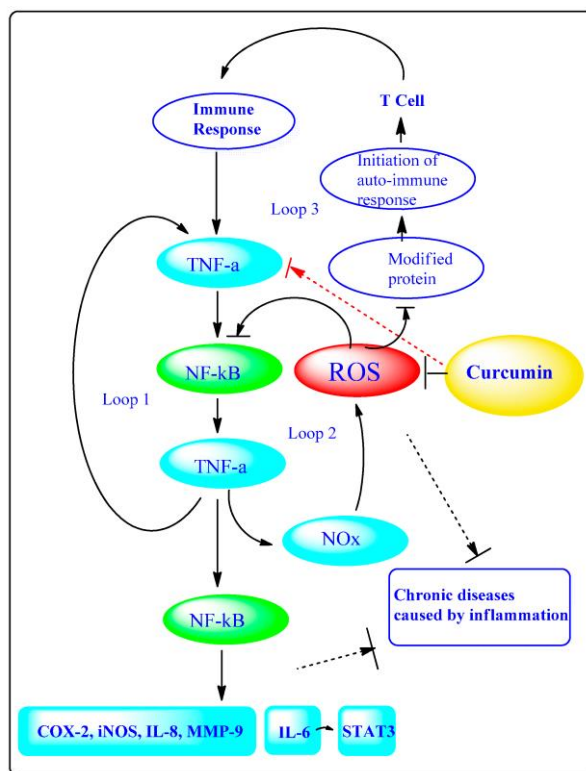 T Cell
Immune
Response
Initiation of
auto-immune
response
Loop 3
Modified
protein
TNF-a
NF-kB
ROS
Curcumin
Loop 1
Loop 2
TNF-a
NOx
Chronic diseases
caused by inflammation
NF-kB
COX-2, iNOS, IL-8, MMP-9
IL-6
STAT3